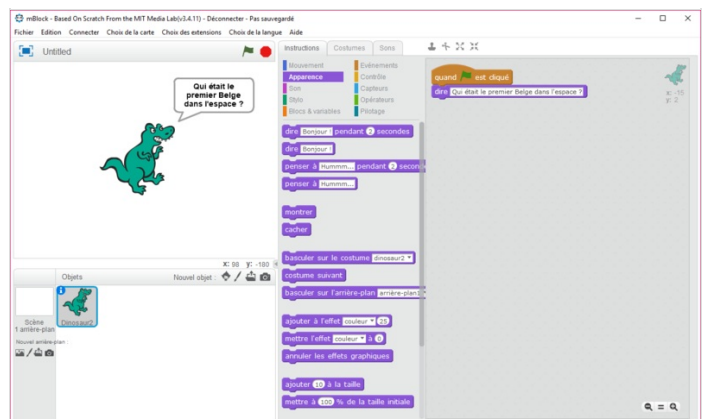 mBlock - Based On Scratch From the MIT Media Lab(v3.4.11) - Déconnecter - Pas sauvegardé
Fichier Edition Connecter Choix de la carte Choix des extensions Choix de la langue Aide
Untitled
Qui était le
premier Belge
dans l'espace ?
X: 98 y: -180
Objets
Nouvel objet :
Scène
1 arrière-plan
Nouvel arrière-plan :
Dinosaur2
Instructions Costumes Sons
Mouvement Evénements
Apparence Contrôle
Son Capteurs
Stylo Opérateurs
Blocs & variables Pilotage
dire Bonjour ! pendant 2 secondes
dire Bonjour !
penser à Hummm... pendant 2 secon
penser à Hummm...
montrer
cacher
basculer sur le costume dinosaur2
costume suivant
basculer sur l'arrière-plan arrière-plan1
ajouter à l'effet couleur 25
mettre l'effet couleur à 0
annuler les effets graphiques
ajouter 10 à la taille
mettre à 100 % de la taille initiale
quand est cliqué
dire Qui était le premier Belge dans l'espace ?
x: -15
y: 2